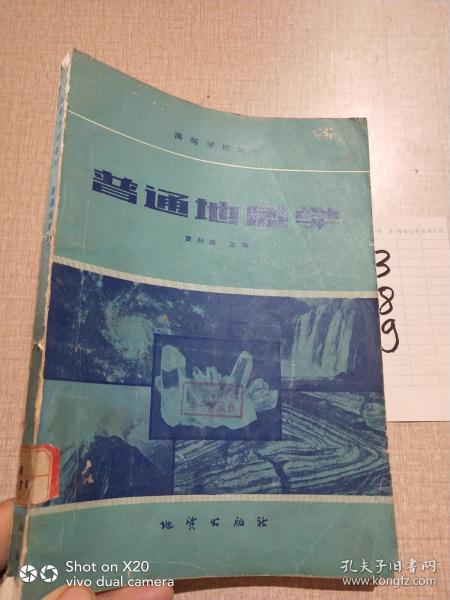 高等学校教材
普通地质学
夏邦栋 主编
地质出版社
389
Shot on X20
vivo dual camera
孔夫子旧书网
www.kongfz.com